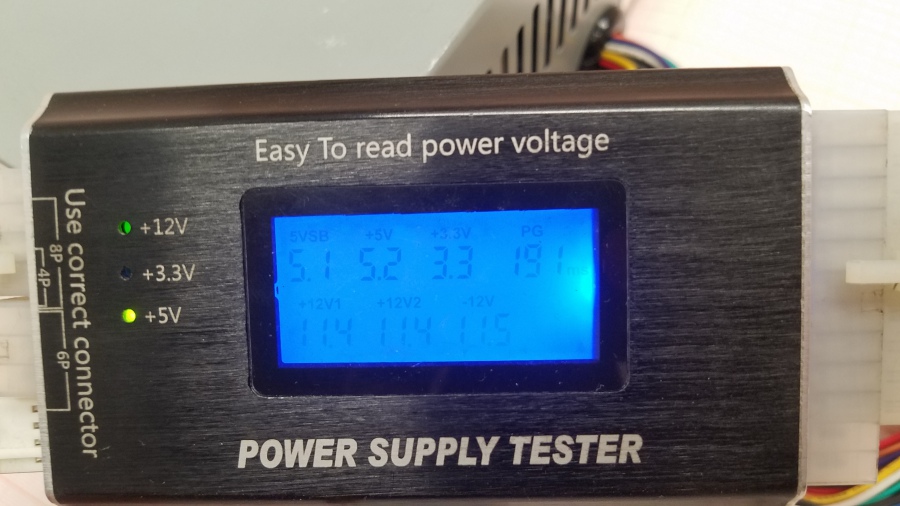 Easy To read power voltage
Use correct connector
8P
4P
6P
+12V
+3.3V
+5V
5VSB +5V +3.3V PG
5.1 5.2 3.3 191
+12V1 +12V2 -12V
11.4 11.4 11.5
POWER SUPPLY TESTER